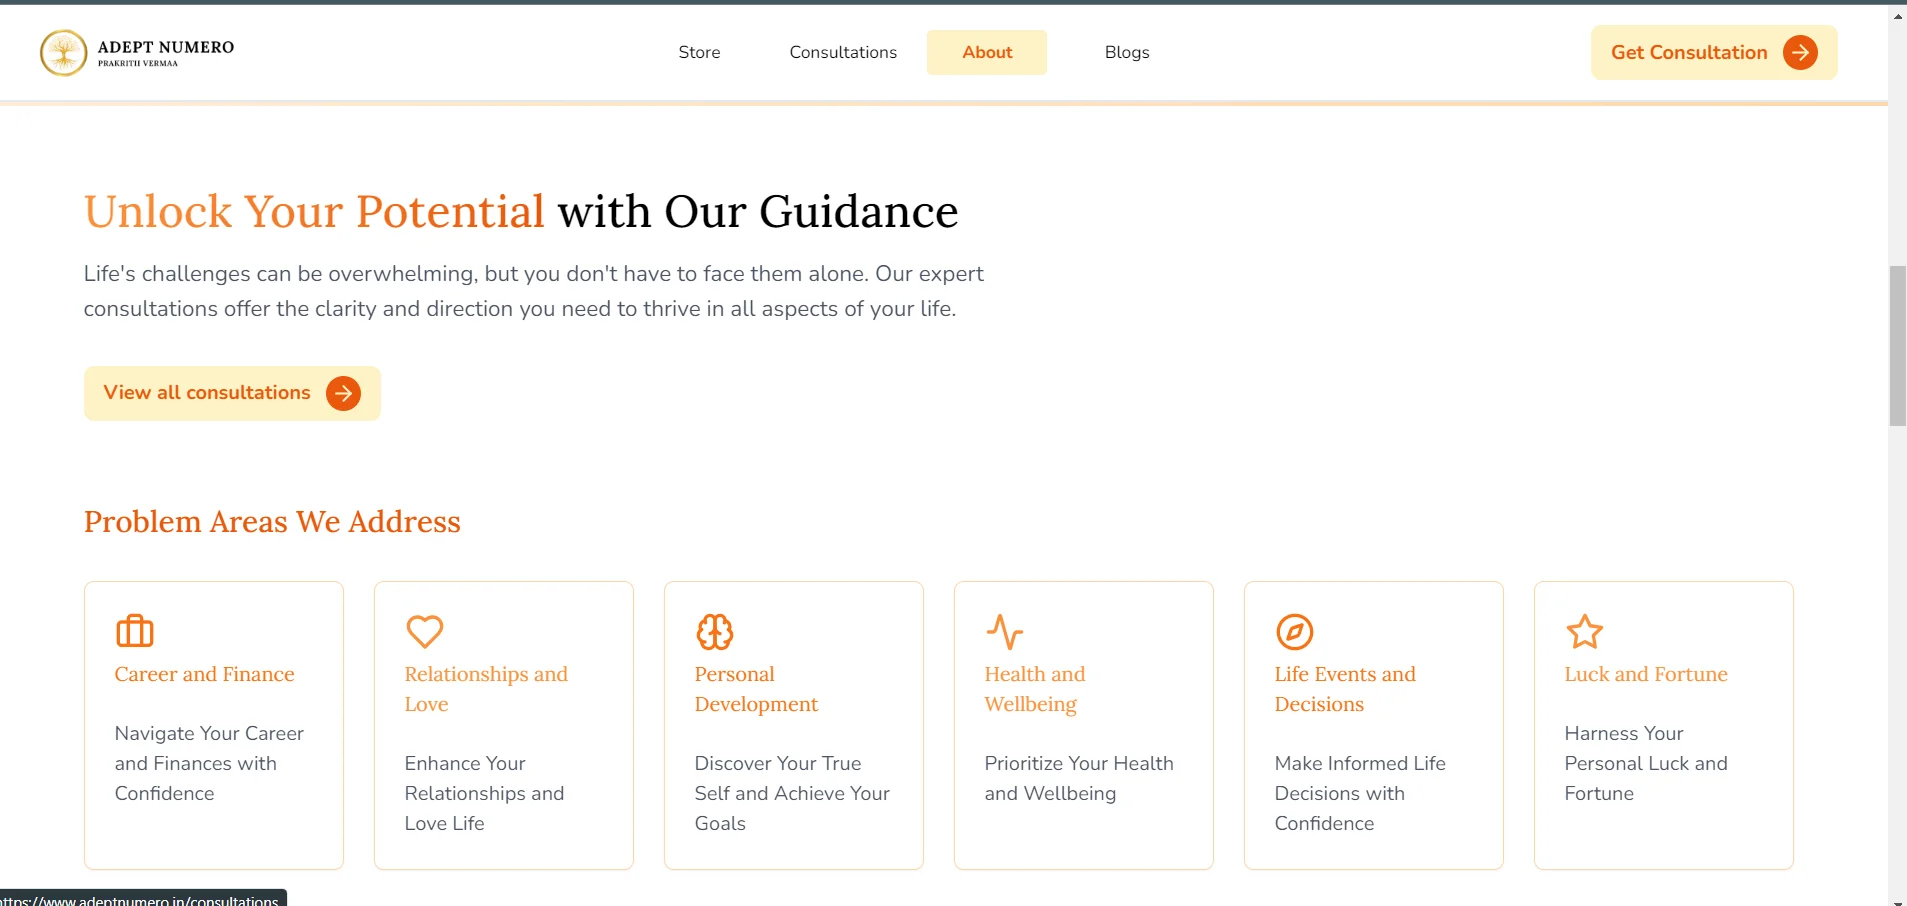 ADEPT NUMERO
PRAKRITII VERMAA
Store
Consultations
About
Blogs
Get Consultation
Unlock Your Potential with Our Guidance
Life's challenges can be overwhelming, but you don't have to face them alone. Our expert
consultations offer the clarity and direction you need to thrive in all aspects of your life.
View all consultations
Problem Areas We Address
Career and Finance
Navigate Your Career
and Finances with
Confidence
Relationships and
Love
Enhance Your
Relationships and
Love Life
Personal
Development
Discover Your True
Self and Achieve Your
Goals
Health and
Wellbeing
Prioritize Your Health
and Wellbeing
Life Events and
Decisions
Make Informed Life
Decisions with
Confidence
Luck and Fortune
Harness Your
Personal Luck and
Fortune
https://www.adeptnumero.in/consultations